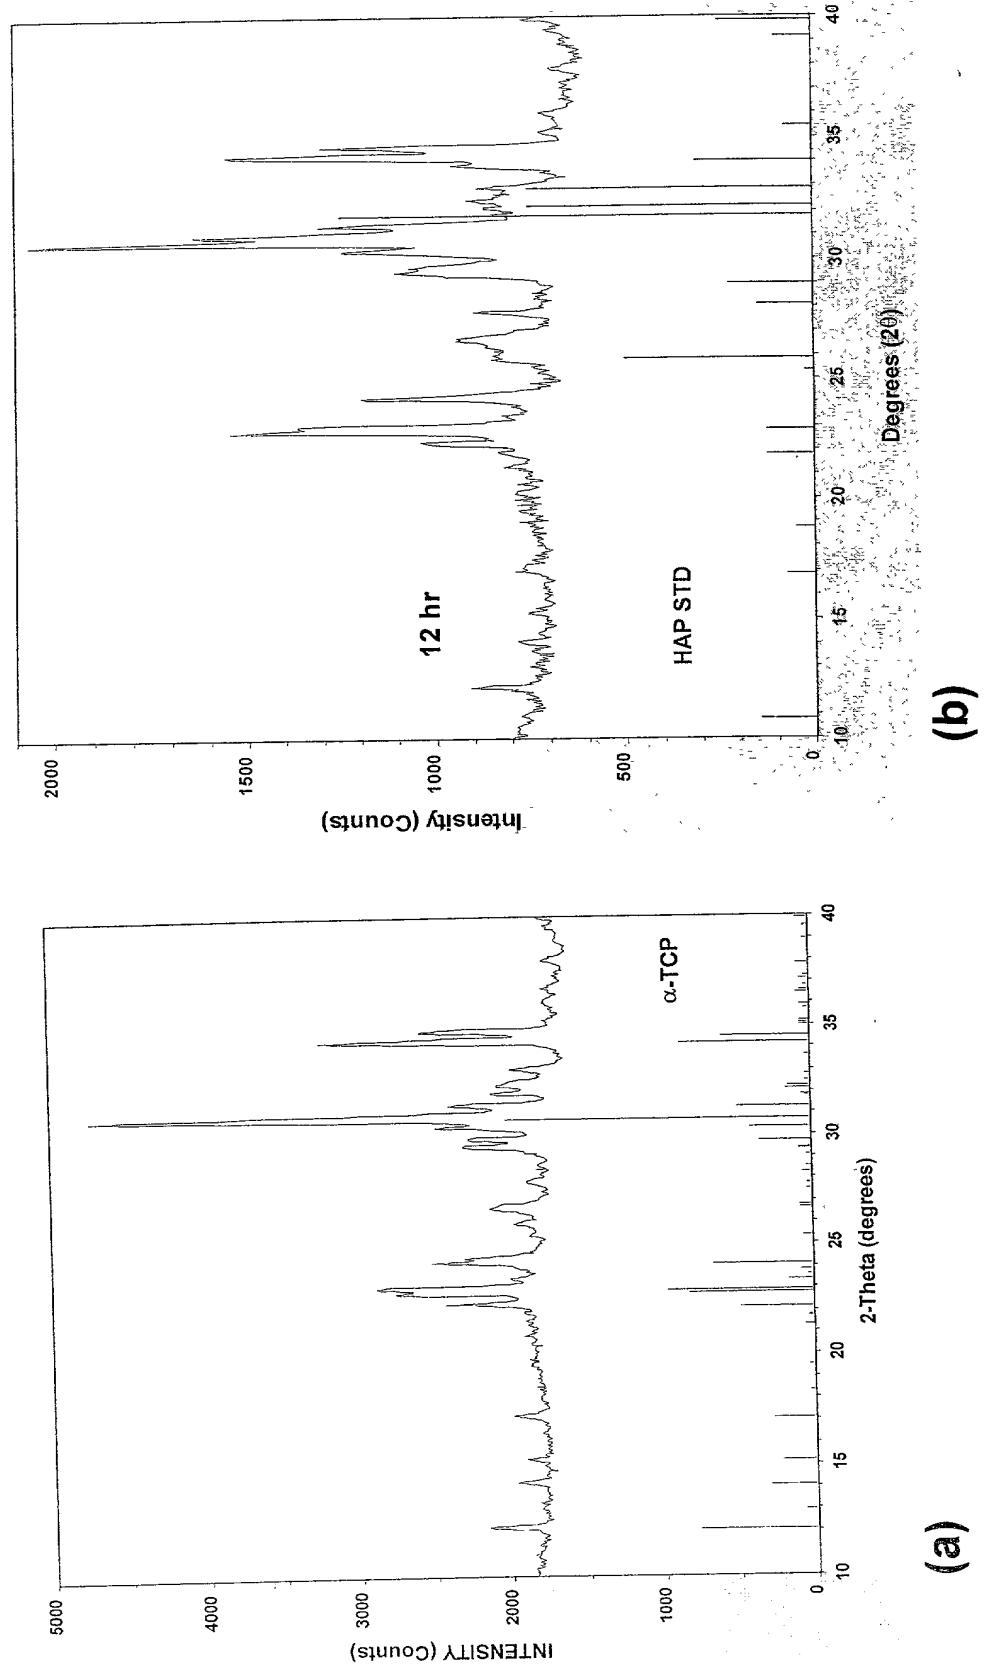 5000
4000
3000
2000
1000
0
INTENSITY (Counts)
α-TCP
10
15
20
25
30
35
40
2-Theta (degrees)
(a)
2000
1500
1000
500
0
Intensity (Counts)
12 hr
HAP STD
10
15
20
25
30
35
40
Degrees (2θ)
(b)